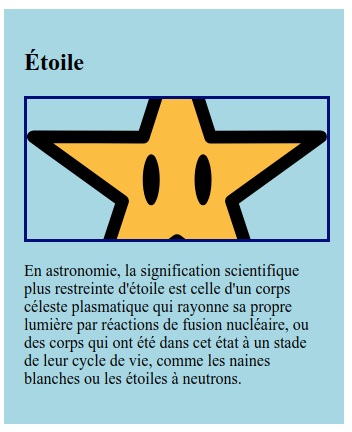 Étoile
En astronomie, la signification scientifique
plus restreinte d'étoile est celle d'un corps
céleste plasmatique qui rayonne sa propre
lumière par réactions de fusion nucléaire, ou
des corps qui ont été dans cet état à un stade
de leur cycle de vie, comme les naines
blanches ou les étoiles à neutrons.